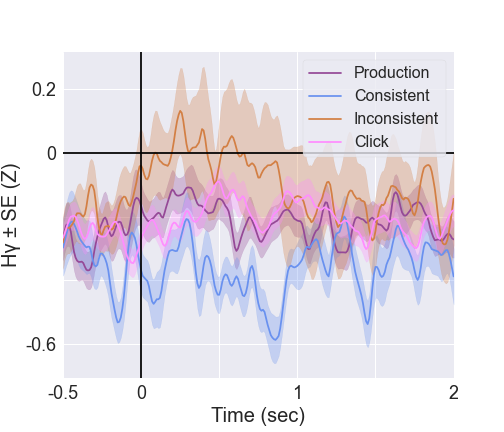 Production
Consistent
Inconsistent
Click
0.2
0
-0.6
Hγ ± SE (Z)
-0.5 0 1 2
Time (sec)